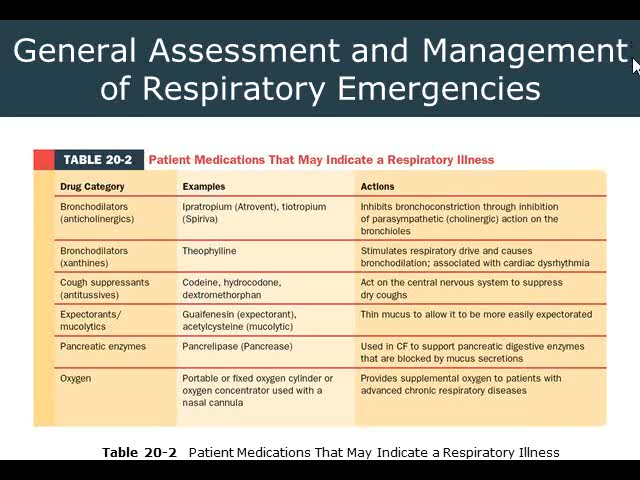 General Assessment and Management
of Respiratory Emergencies
TABLE 20-2 Patient Medications That May Indicate a Respiratory Illness
Drug Category Examples Actions
Bronchodilators Ipratropium (Atrovent), tiotropium Inhibits bronchoconstriction through inhibition
(anticholinergics) (Spiriva) of parasympathetic (cholinergic) action on the
bronchioles
Bronchodilators Theophylline Stimulates respiratory drive and causes
(xanthines) bronchodilation; associated with cardiac dysrhythmia
Cough suppressants Codeine, hydrocodone, Act on the central nervous system to suppress
(antitussives) dextromethorphan dry coughs
Expectorants/ Guaifenesin (expectorant), Thin mucus to allow it to be more easily expectorated
mucolytics acetylcysteine (mucolytic)
Pancreatic enzymes Pancrelipase (Pancrease) Used in CF to support pancreatic digestive enzymes
that are blocked by mucus secretions
Oxygen Portable or fixed oxygen cylinder or Provides supplemental oxygen to patients with
oxygen concentrator used with a advanced chronic respiratory diseases
nasal cannula
Table 20-2 Patient Medications That May Indicate a Respiratory Illness